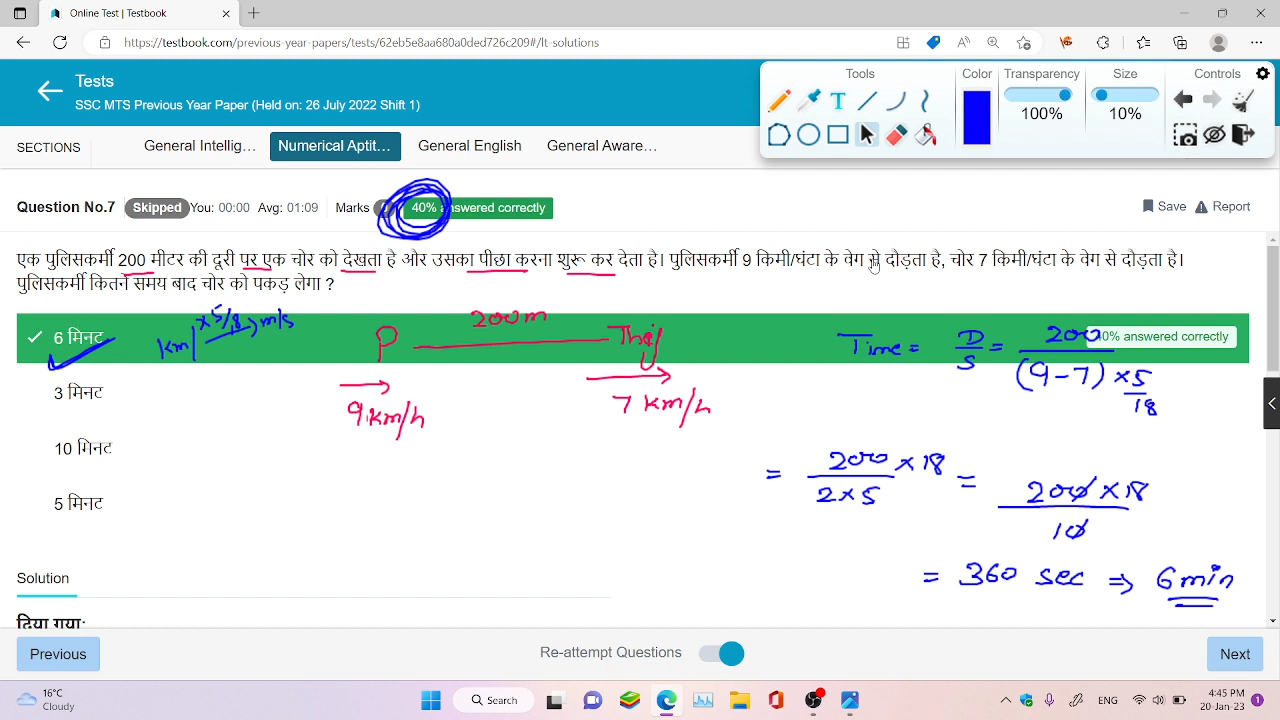 Online Test | Testbook
https://testbook.com/previous-year-papers/tests/62eb5e8aa680a0ded726c209#/lt-solutions
Tests
SSC MTS Previous Year Paper (Held on: 26 July 2022 Shift 1)
Tools
Color
Transparency
Size
Controls
100%
10%
SECTIONS
General Intellig...
Numerical Aptit...
General English
General Aware...
Question No.7
Skipped
You: 00:00
Avg: 01:09
Marks
40% answered correctly
Save
Report
एक पुलिसकर्मी 200 मीटर की दूरी पर एक चोर को देखता है और उसका पीछा करना शुरू कर देता है। पुलिसकर्मी 9 किमी/घंटा के वेग से दौड़ता है, चोर 7 किमी/घंटा के वेग से दौड़ता है।
पुलिसकर्मी कितने समय बाद चोर को पकड़ लेगा ?
6 मिनट
40% answered correctly
km/ ×5/18 m/s
P 200m
9km/h
7 km/h
Time = D/S = 200/(9-7) × 5/18
3 मिनट
10 मिनट
= 200 × 18 / 2 × 5 = 200 × 18 / 10
5 मिनट
= 360 sec ⇒ 6 min
Solution
दिया गया:
Previous
Re-attempt Questions
Next
16°C
Cloudy
Search
ENG
4:45 PM
20-Jan-23
1